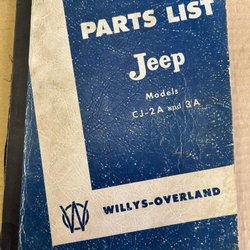 PARTS LIST
Jeep
Models
CJ-2A and 3A
WO WILLYS-OVERLAND